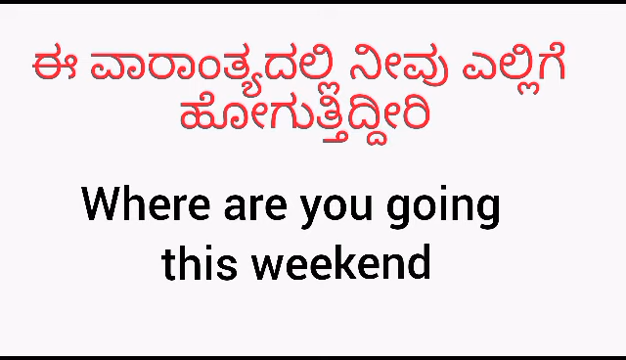 ಈ ವಾರಾಂತ್ಯದಲ್ಲಿ ನೀವು ಎಲ್ಲಿಗೆ
ಹೋಗುತ್ತಿದ್ದೀರಿ
Where are you going
this weekend